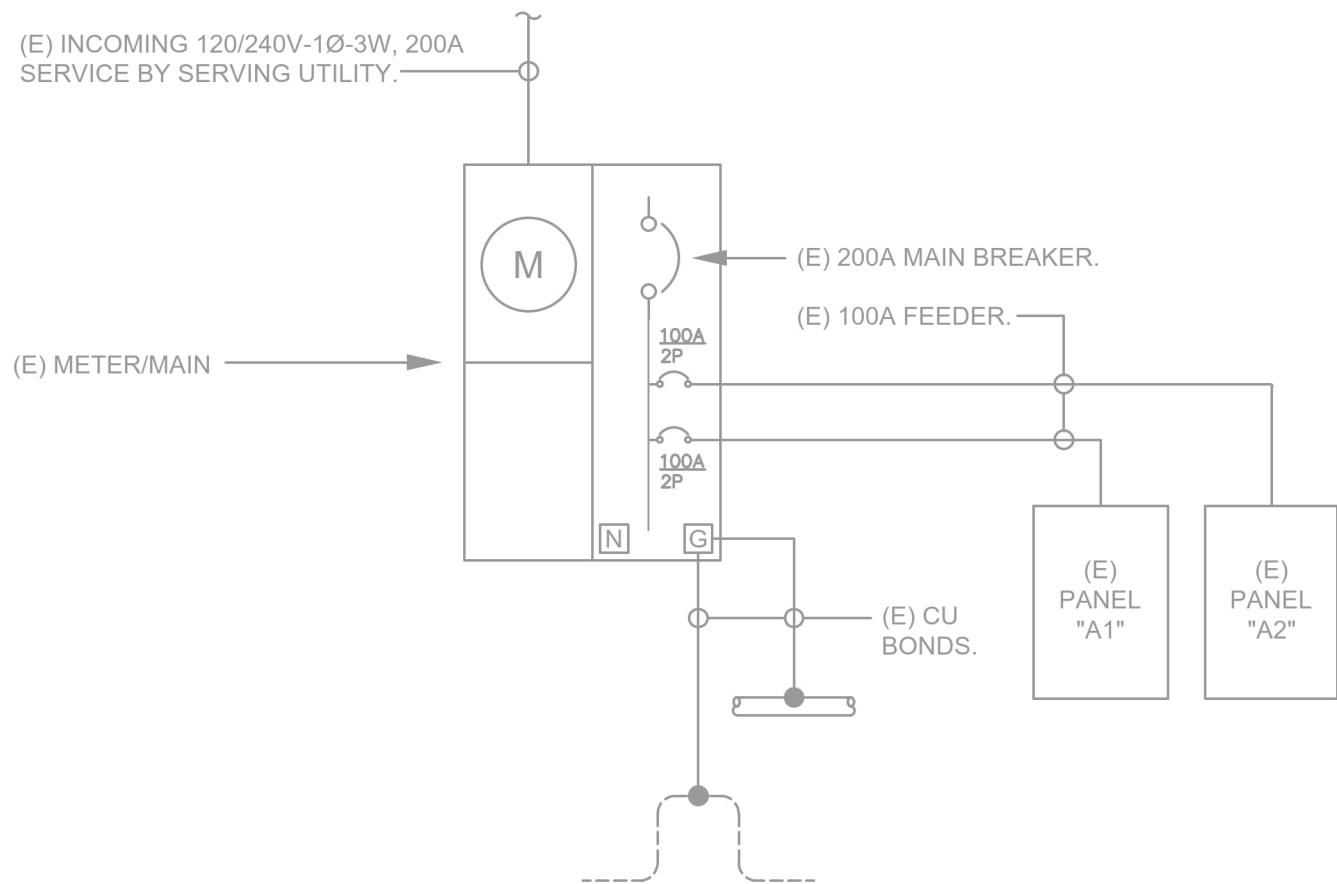 (E) INCOMING 120/240V-1Ø-3W, 200A
SERVICE BY SERVING UTILITY.
M
(E) 200A MAIN BREAKER.
(E) 100A FEEDER.
100A
2P
(E) METER/MAIN
100A
2P
N
G
(E)
PANEL
"A1"
(E)
PANEL
"A2"
(E) CU
BONDS.